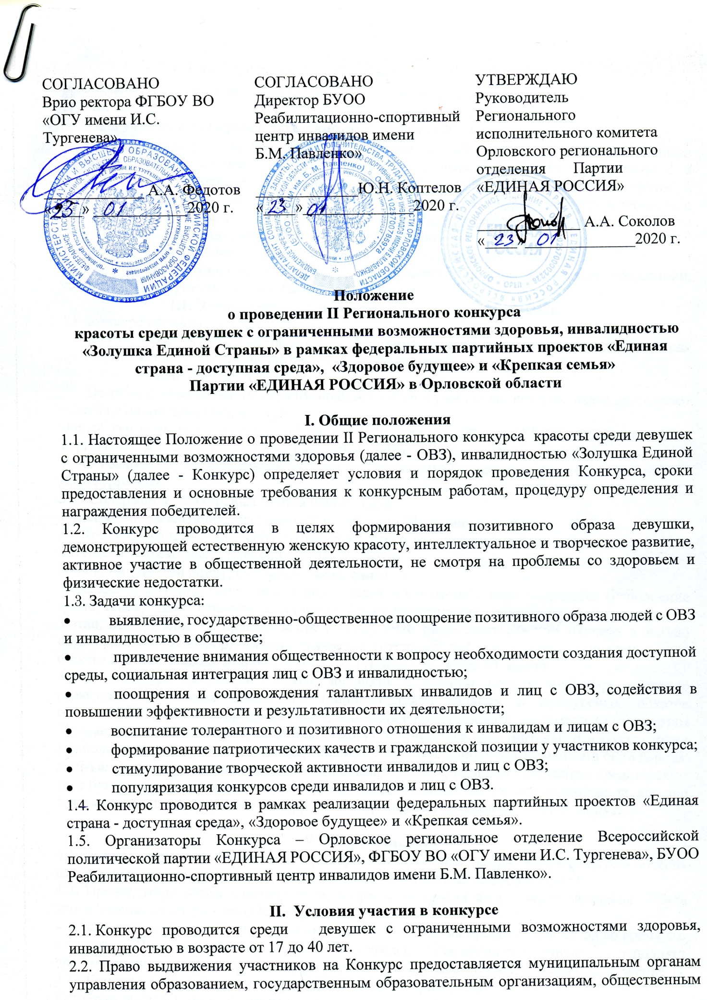 СОГЛАСОВАНО
Врио ректора ФГБОУ ВО
«ОГУ имени И.С.
Тургенева»
А.А. Федотов
«23» 01 2020 г.
СОГЛАСОВАНО
Директор БУОО
Реабилитационно-спортивный
центр инвалидов имени
Б.М. Павленко»
Ю.Н. Коптелов
«23» 01 2020 г.
УТВЕРЖДАЮ
Руководитель
Регионального
исполнительного комитета
Орловского регионального
отделения Партии
«ЕДИНАЯ РОССИЯ»
А.А. Соколов
«23» 01 2020 г.
ЕДИНАЯ
РОССИЯ
Положение
о проведении II Регионального конкурса
красоты среди девушек с ограниченными возможностями здоровья, инвалидностью
«Золушка Единой Страны» в рамках федеральных партийных проектов «Единая
страна - доступная среда», «Здоровое будущее» и «Крепкая семья»
Партии «ЕДИНАЯ РОССИЯ» в Орловской области
I. Общие положения
1.1. Настоящее Положение о проведении II Регионального конкурса красоты среди девушек
с ограниченными возможностями здоровья (далее - ОВЗ), инвалидностью «Золушка Единой
Страны» (далее - Конкурс) определяет условия и порядок проведения Конкурса, сроки
предоставления и основные требования к конкурсным работам, процедуру определения и
награждения победителей.
1.2. Конкурс проводится в целях формирования позитивного образа девушки,
демонстрирующей естественную женскую красоту, интеллектуальное и творческое развитие,
активное участие в общественной деятельности, не смотря на проблемы со здоровьем и
физические недостатки.
1.3. Задачи конкурса:
• выявление, государственно-общественное поощрение позитивного образа людей с ОВЗ
и инвалидностью в обществе;
• привлечение внимания общественности к вопросу необходимости создания доступной
среды, социальная интеграция лиц с ОВЗ и инвалидностью;
• поощрения и сопровождения талантливых инвалидов и лиц с ОВЗ, содействия в
повышении эффективности и результативности их деятельности;
• воспитание толерантного и позитивного отношения к инвалидам и лицам с ОВЗ;
• формирование патриотических качеств и гражданской позиции у участников конкурса;
• стимулирование творческой активности инвалидов и лиц с ОВЗ;
• популяризация конкурсов среди инвалидов и лиц с ОВЗ.
1.4. Конкурс проводится в рамках реализации федеральных партийных проектов «Единая
страна - доступная среда», «Здоровое будущее» и «Крепкая семья».
1.5. Организаторы Конкурса – Орловское региональное отделение Всероссийской
политической партии «ЕДИНАЯ РОССИЯ», ФГБОУ ВО «ОГУ имени И.С. Тургенева», БУОО
Реабилитационно-спортивный центр инвалидов имени Б.М. Павленко».
II. Условия участия в конкурсе
2.1. Конкурс проводится среди девушек с ограниченными возможностями здоровья,
инвалидностью в возрасте от 17 до 40 лет.
2.2. Право выдвижения участников на Конкурс предоставляется муниципальным органам
управления образованием, государственным образовательным организациям, общественным